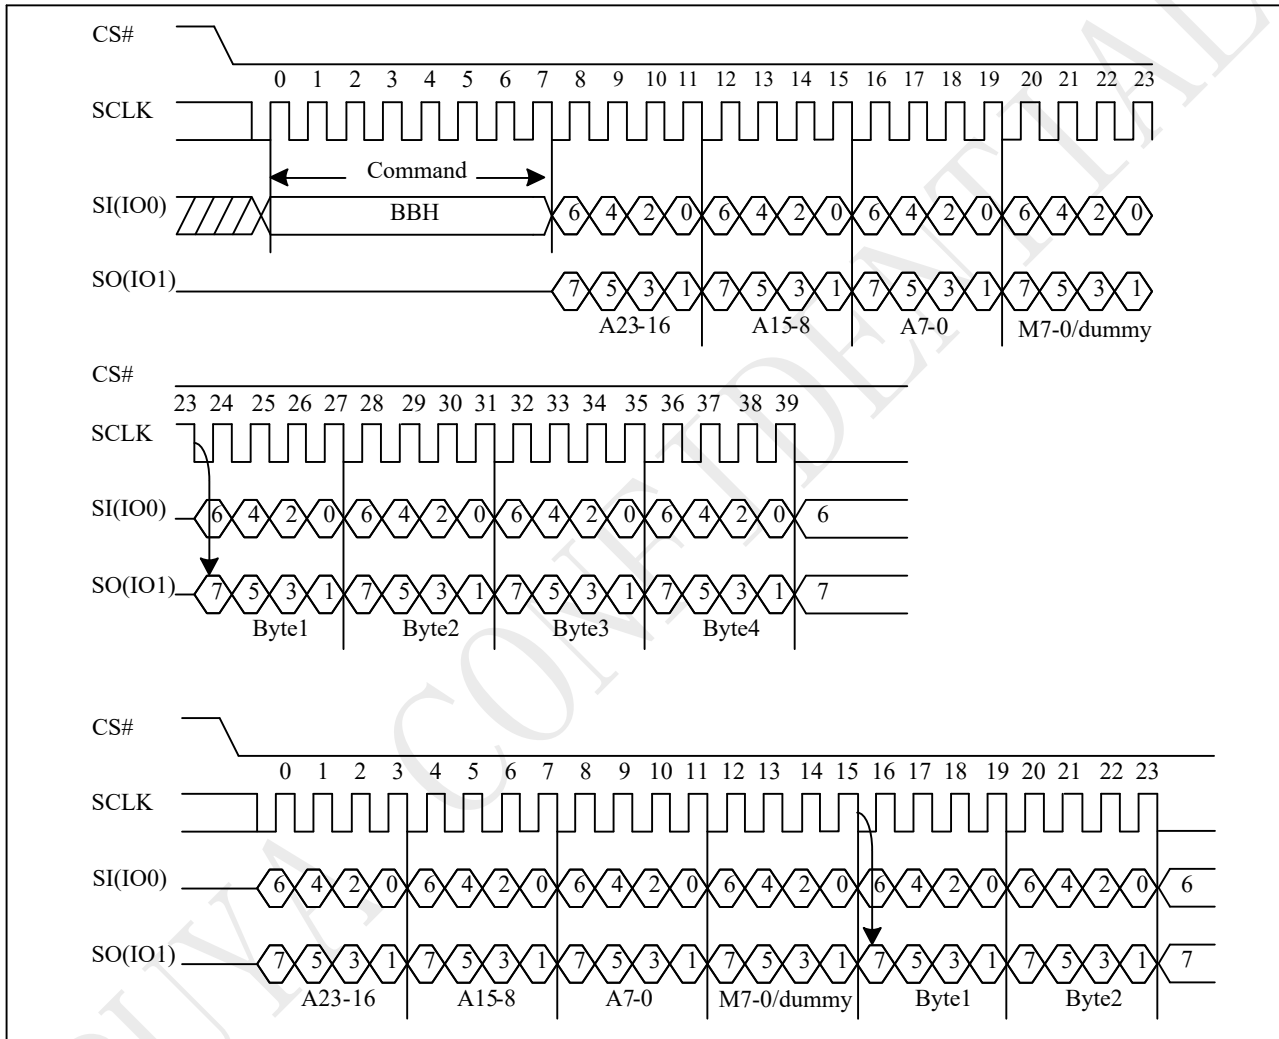 CS#
0 1 2 3 4 5 6 7 8 9 10 11 12 13 14 15 16 17 18 19 20 21 22 23
SCLK
Command
SI(IO0) BBH 6 4 2 0 6 4 2 0 6 4 2 0 6 4 2 0
SO(IO1) 7 5 3 1 7 5 3 1 7 5 3 1 7 5 3 1
A23-16 A15-8 A7-0 M7-0/dummy
CS#
23 24 25 26 27 28 29 30 31 32 33 34 35 36 37 38 39
SCLK
SI(IO0) 6 4 2 0 6 4 2 0 6 4 2 0 6 4 2 0 6
SO(IO1) 7 5 3 1 7 5 3 1 7 5 3 1 7 5 3 1 7
Byte1 Byte2 Byte3 Byte4
CS#
0 1 2 3 4 5 6 7 8 9 10 11 12 13 14 15 16 17 18 19 20 21 22 23
SCLK
SI(IO0) 6 4 2 0 6 4 2 0 6 4 2 0 6 4 2 0 6 4 2 0 6 4 2 0 6
SO(IO1) 7 5 3 1 7 5 3 1 7 5 3 1 7 5 3 1 7 5 3 1 7 5 3 1 7
A23-16 A15-8 A7-0 M7-0/dummy Byte1 Byte2
PUYA CONFIDENTIAL